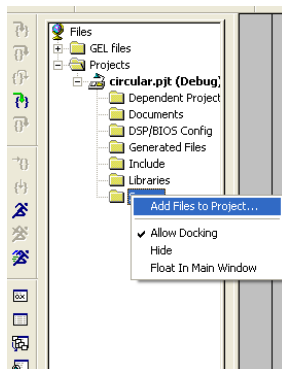 Files
GEL files
Projects
circular.pjt (Debug)
Dependent Project
Documents
DSP/BIOS Config
Generated Files
Include
Libraries
Add Files to Project...
Allow Docking
Hide
Float In Main Window